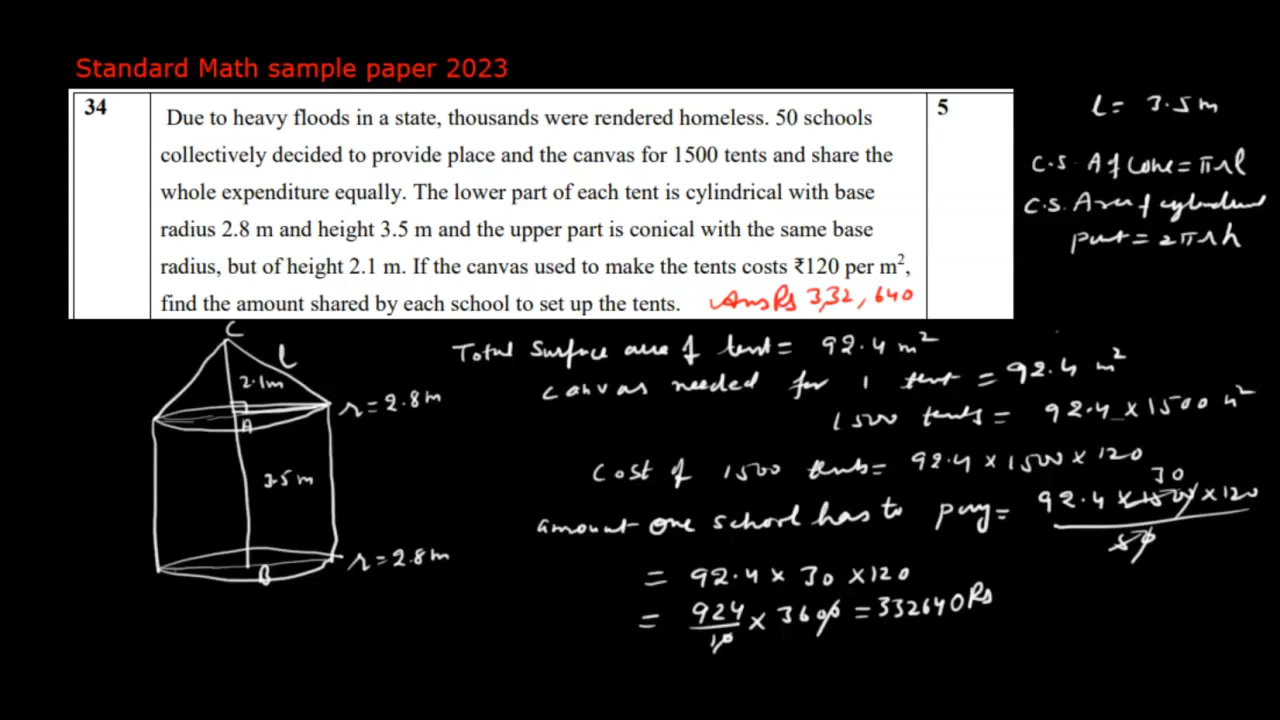 Standard Math sample paper 2023
34
Due to heavy floods in a state, thousands were rendered homeless. 50 schools
collectively decided to provide place and the canvas for 1500 tents and share the
whole expenditure equally. The lower part of each tent is cylindrical with base
radius 2.8 m and height 3.5 m and the upper part is conical with the same base
radius, but of height 2.1 m. If the canvas used to make the tents costs ₹120 per m²,
find the amount shared by each school to set up the tents.
Ans Rs 3,32,640
5
l = 3.5 m
C.S. A of Cone = πrl
C.S. Area of cylindrical
part = 2πrh
C
l
2.1m
r = 2.8 m
A
3.5 m
r = 2.8 m
B
Total Surface area of tent = 92.4 m²
Canvas needed for 1 tent = 92.4 m²
1500 tents = 92.4 × 1500 m²
Cost of 1500 tents = 92.4 × 1500 × 120
30
amount one school has to pay = 92.4 × 1500 × 120
50
= 92.4 × 30 × 120
= 924 × 3600 = 332640 Rs
10